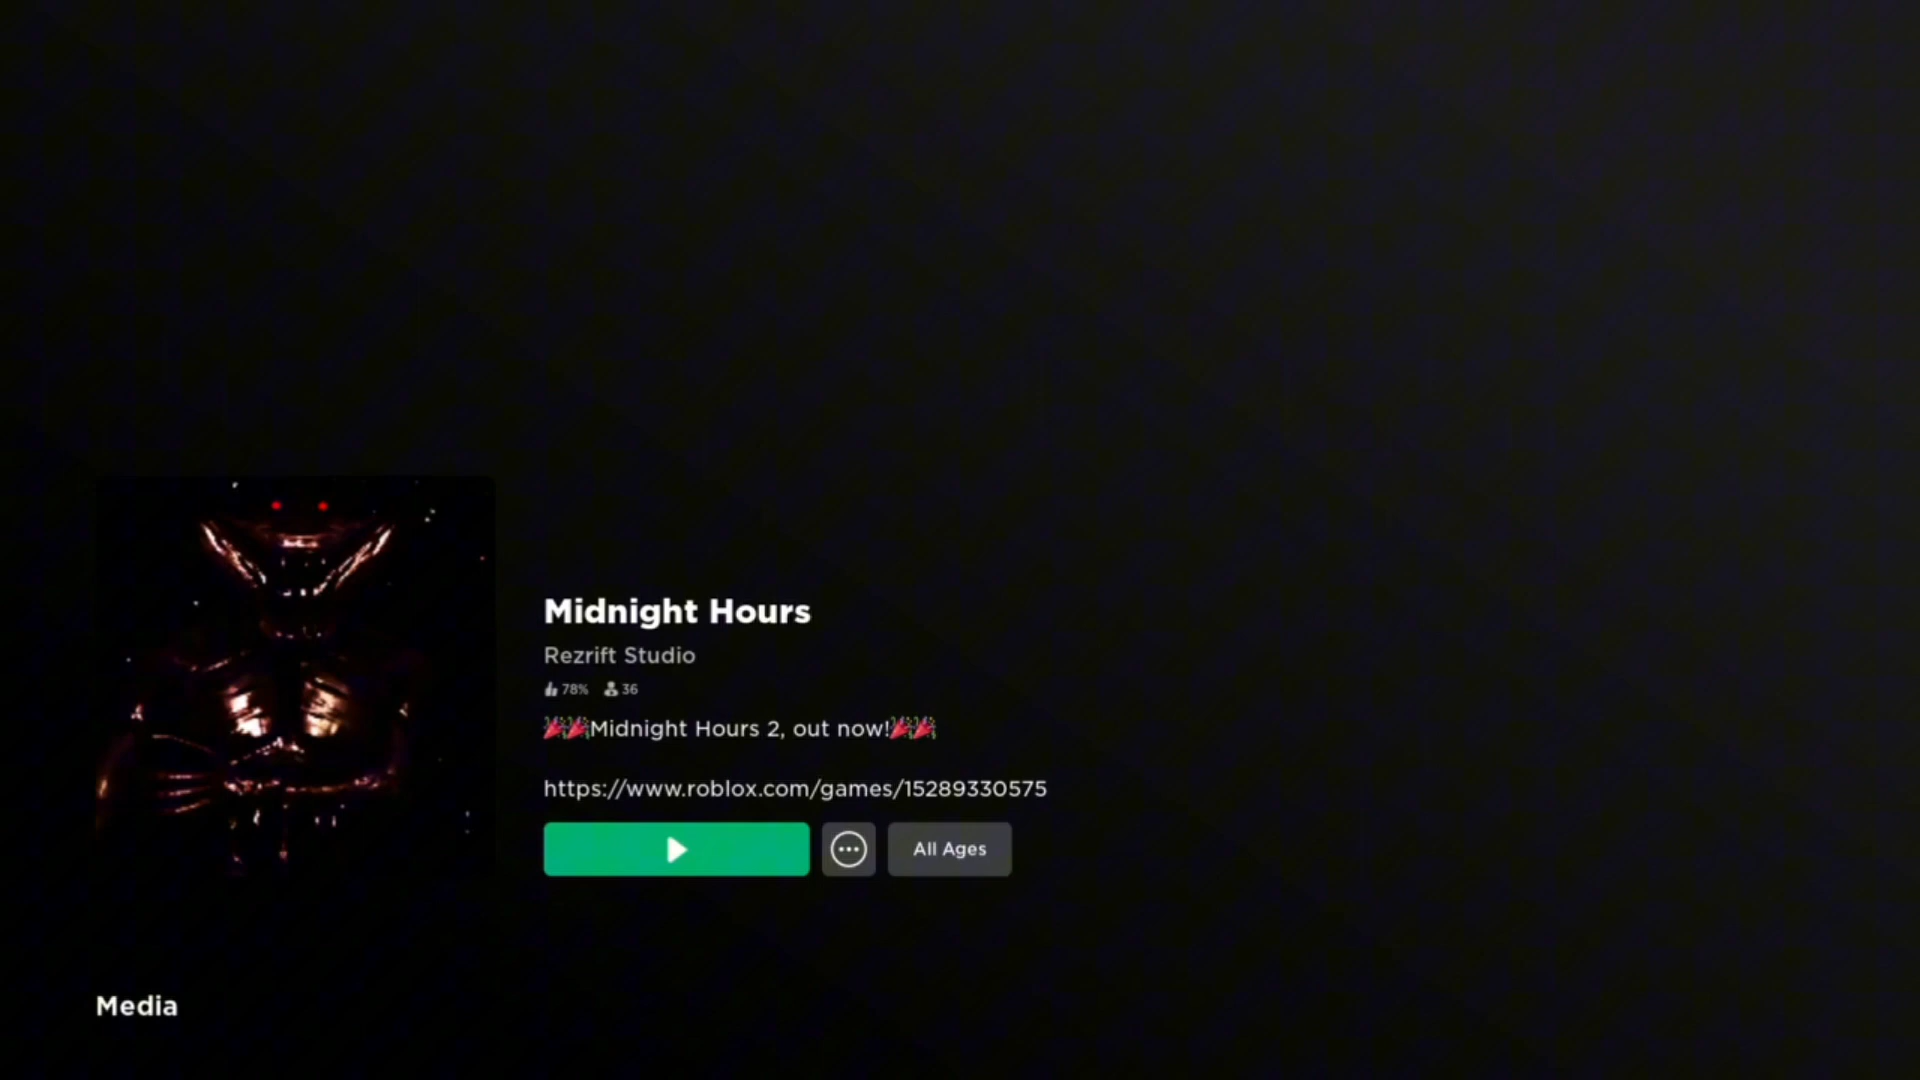 Midnight Hours
Rezrift Studio
78% 36
🎉🎉Midnight Hours 2, out now!🎉🎉
https://www.roblox.com/games/15289330575
All Ages
Media